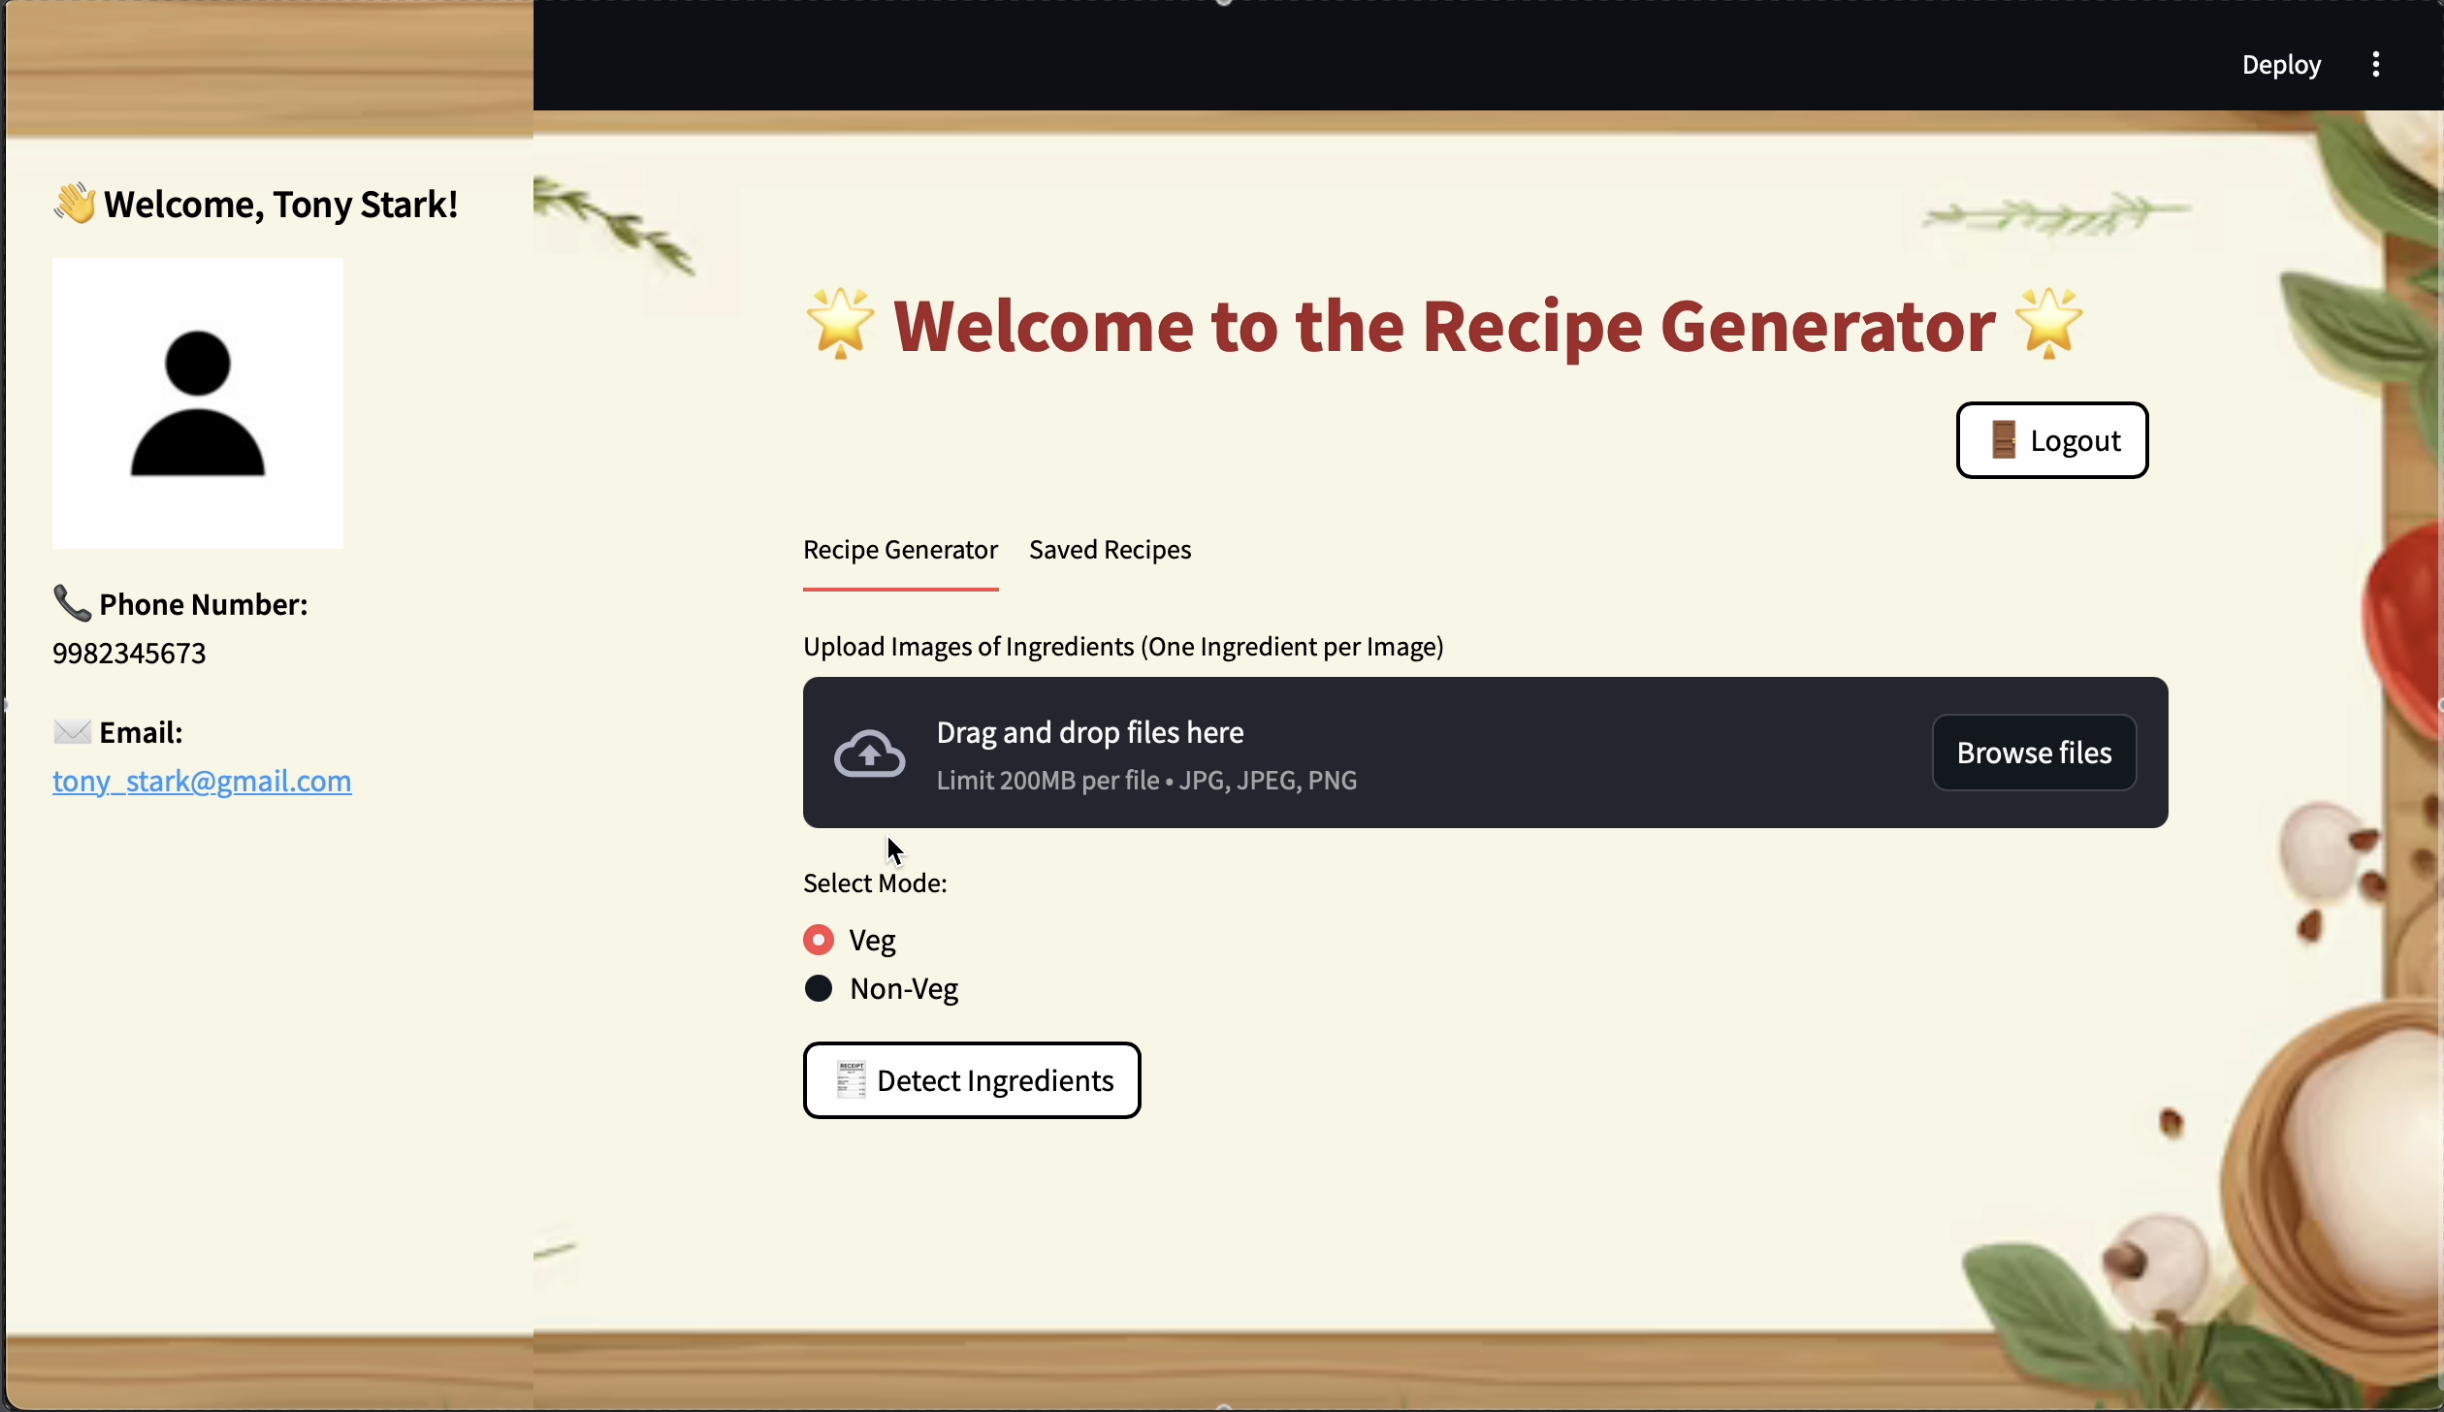 Deploy
👋 Welcome, Tony Stark!
📞 Phone Number:
9982345673
✉️ Email:
tony_stark@gmail.com
🌟 Welcome to the Recipe Generator 🌟
🚪 Logout
Recipe Generator
Saved Recipes
Upload Images of Ingredients (One Ingredient per Image)
Drag and drop files here
Limit 200MB per file • JPG, JPEG, PNG
Browse files
Select Mode:
Veg
Non-Veg
🧾 Detect Ingredients